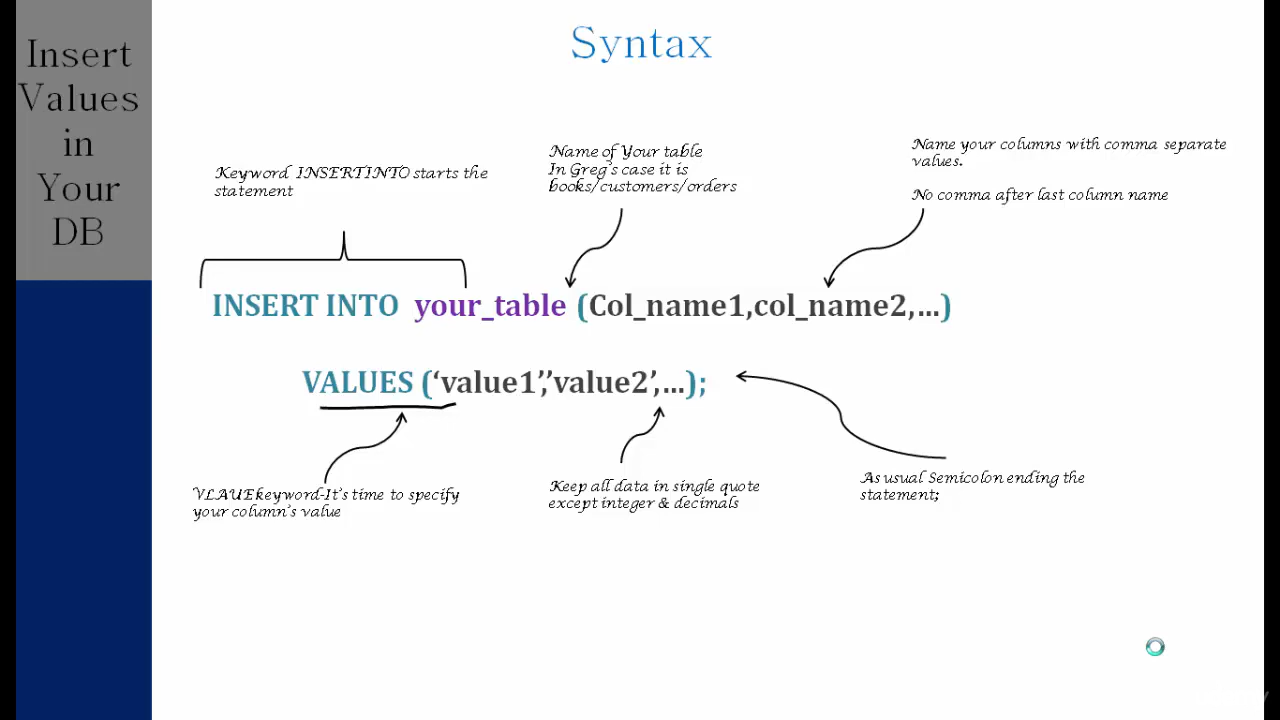 Insert
Values
in
Your
DB
Syntax
Keyword INSERTINTO starts the
statement
Name of Your table
In Greg's case it is
books/customers/orders
Name your columns with comma separate
values.
No comma after last column name
INSERT INTO your_table (Col_name1,col_name2,...)
VALUES (‘value1’,’value2’,...);
VLAUEkeyword-It's time to specify
your column's value
Keep all data in single quote
except integer & decimals
As usual Semicolon ending the
statement;